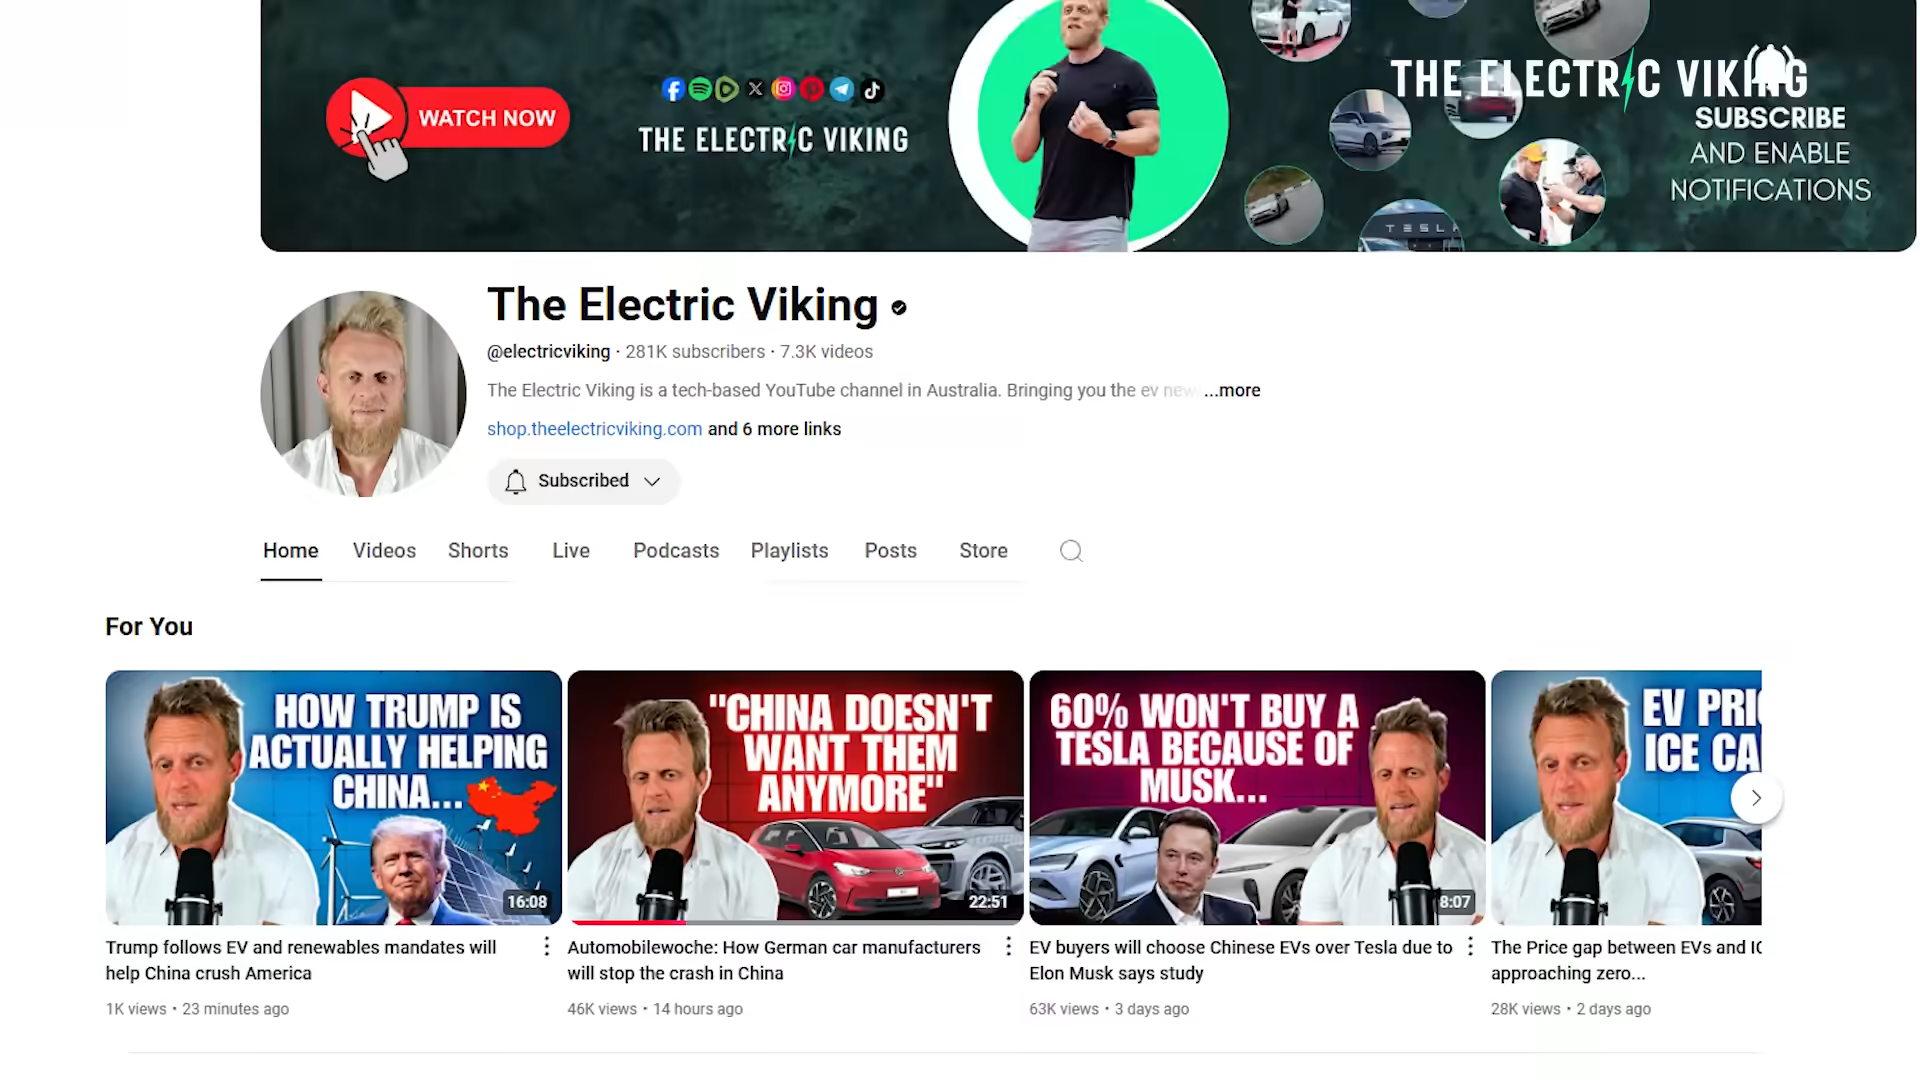 WATCH NOW
THE ELECTRIC VIKING
THE ELECTRIC VIKING
SUBSCRIBE
AND ENABLE
NOTIFICATIONS
TESLA
The Electric Viking
@electricviking · 281K subscribers · 7.3K videos
The Electric Viking is a tech-based YouTube channel in Australia. Bringing you the ev new ...more
shop.theelectricviking.com and 6 more links
Subscribed
Home Videos Shorts Live Podcasts Playlists Posts Store
For You
HOW TRUMP IS
ACTUALLY HELPING
CHINA...
16:08
Trump follows EV and renewables mandates will
help China crush America
1K views • 23 minutes ago
"CHINA DOESN'T
WANT THEM
ANYMORE"
22:51
Automobilewoche: How German car manufacturers
will stop the crash in China
46K views • 14 hours ago
60% WON'T BUY A
TESLA BECAUSE OF
MUSK...
8:07
EV buyers will choose Chinese EVs over Tesla due to
Elon Musk says study
63K views • 3 days ago
EV PRI
ICE CA
The Price gap between EVs and IC
approaching zero...
28K views • 2 days ago